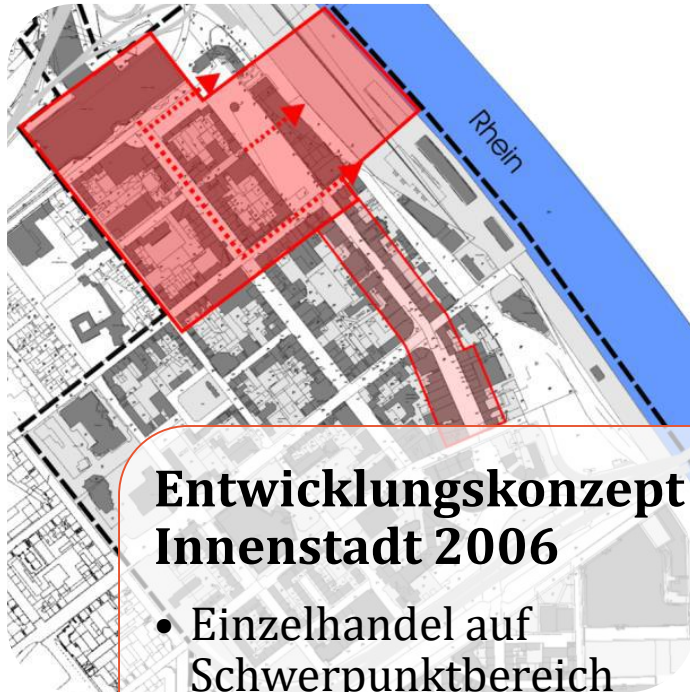 Rhein
Entwicklungskonzept
Innenstadt 2006
• Einzelhandel auf
Schwerpunktbereich